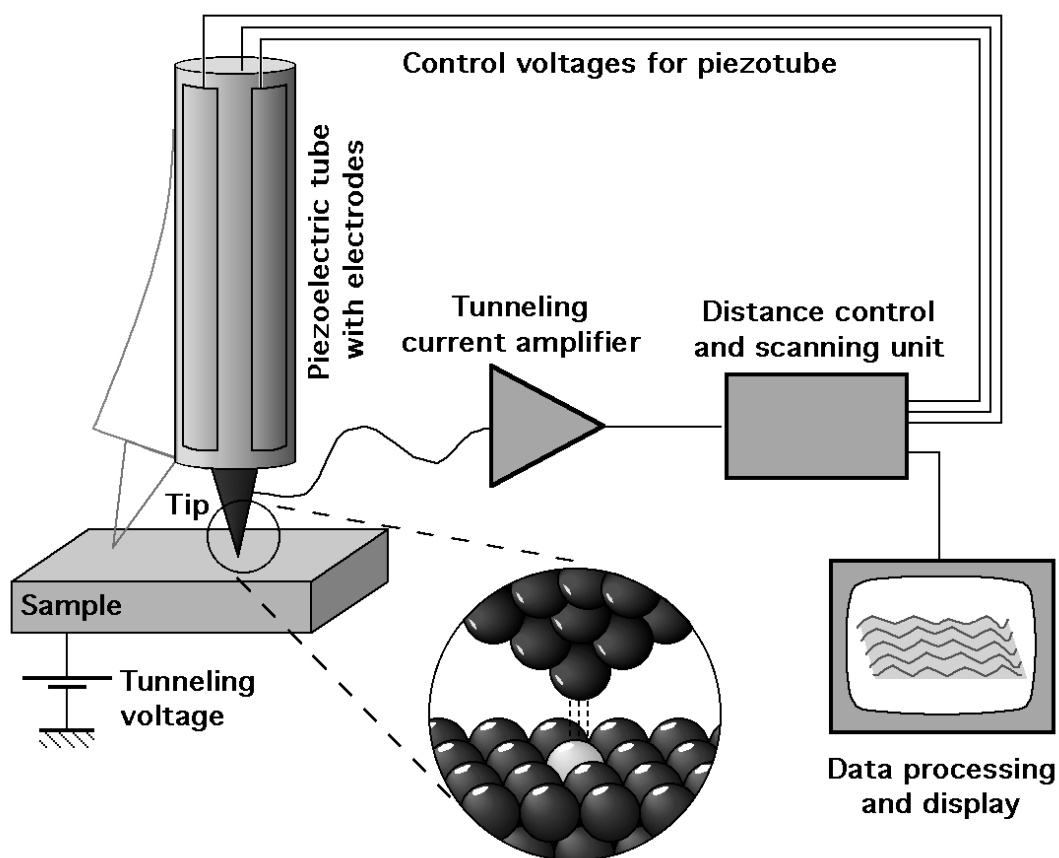 Control voltages for piezotube
Piezoelectric tube
with electrodes
Tunneling
current amplifier
Distance control
and scanning unit
Tip
Sample
Tunneling
voltage
Data processing
and display